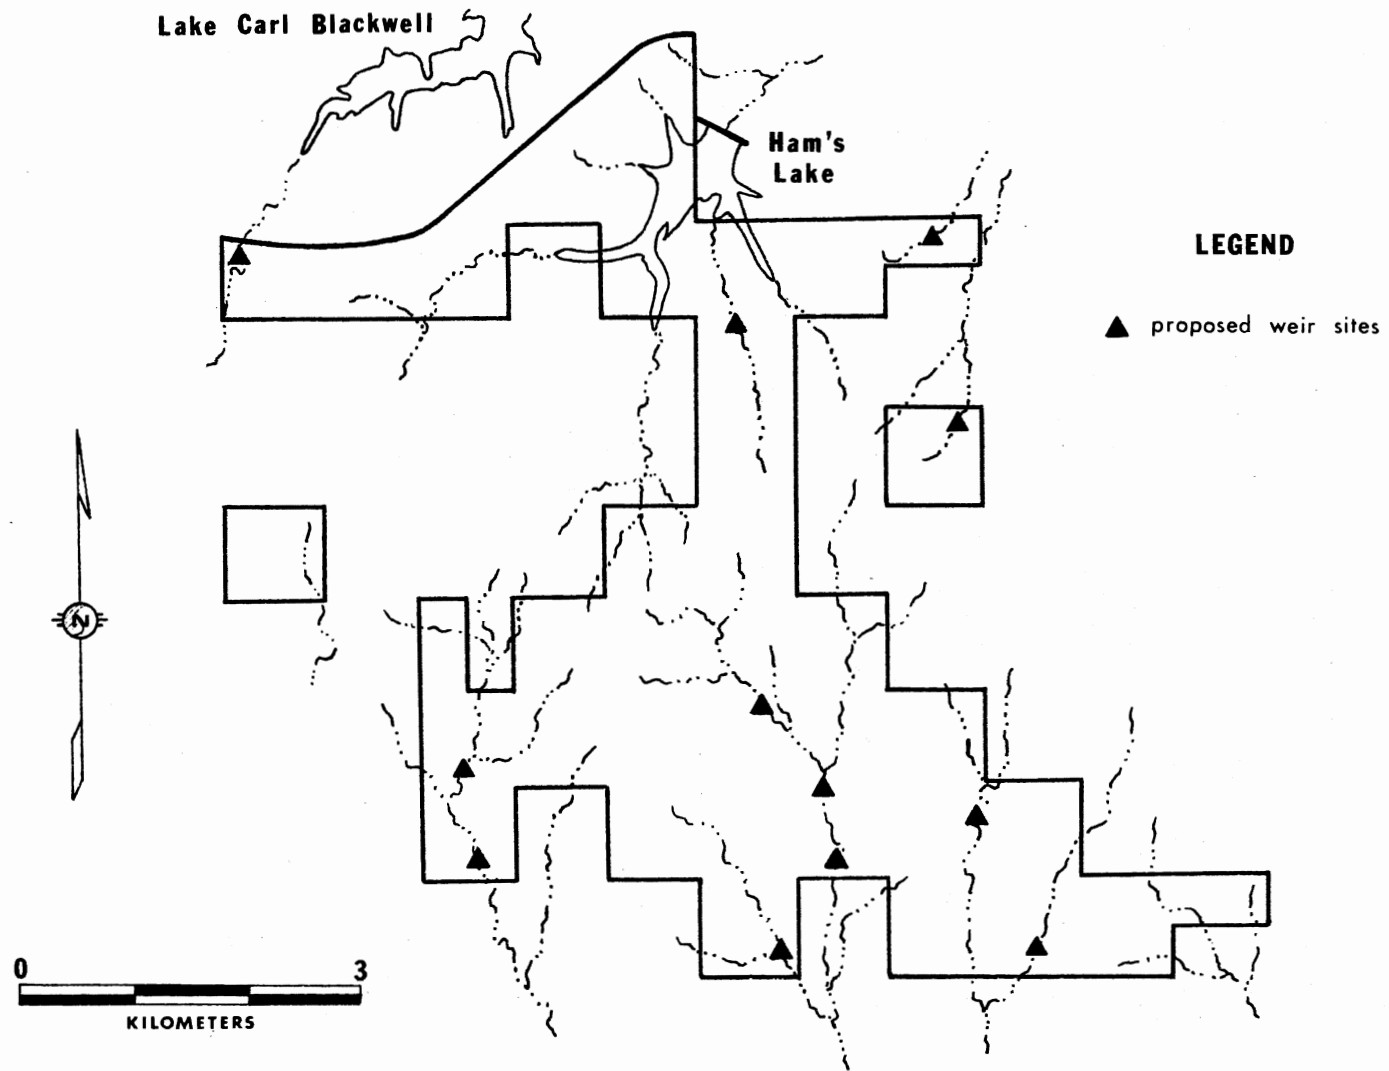 Lake Carl Blackwell
Ham's
Lake
LEGEND
proposed weir sites
N
0 3
KILOMETERS